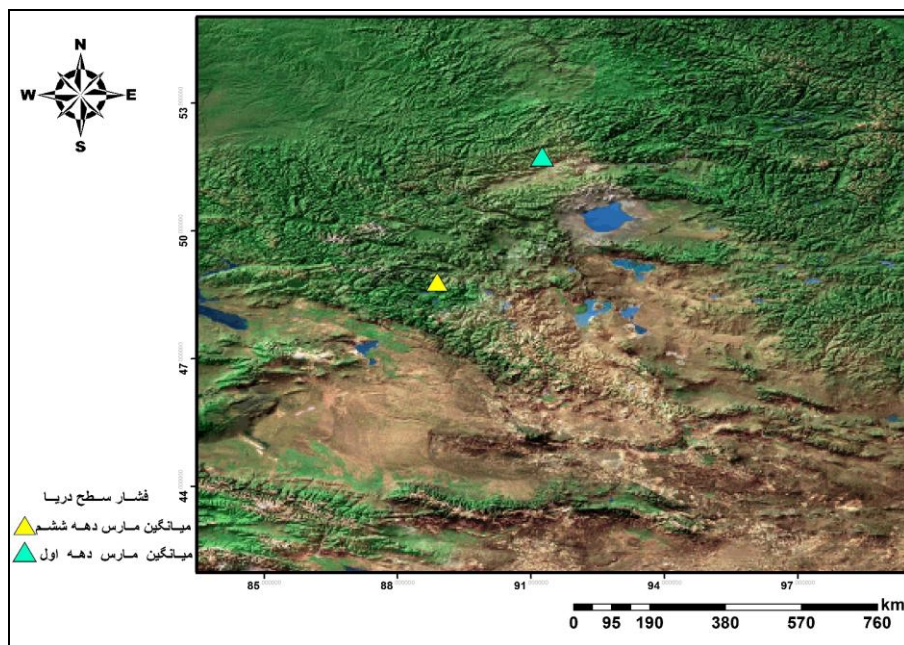 N
W E
S
53
50
47
44
85 88 91 94 97
فشار سطح دریا
میانگین مارس دهه ششم
میانگین مارس دهه اول
km
0 95 190 380 570 760